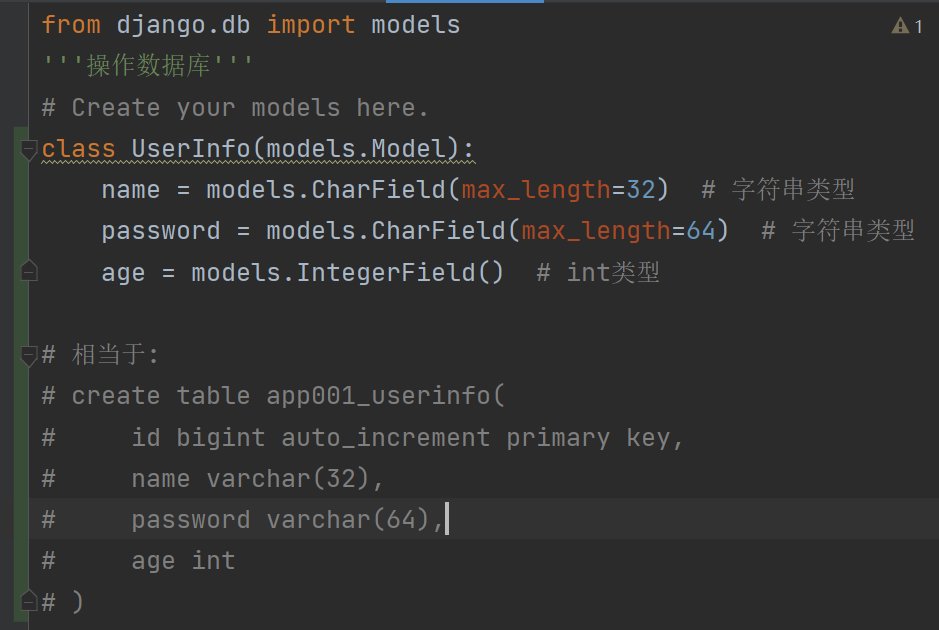 from django.db import models
'''操作数据库'''
# Create your models here.
class UserInfo(models.Model):
    name = models.CharField(max_length=32)  # 字符串类型
    password = models.CharField(max_length=64)  # 字符串类型
    age = models.IntegerField()  # int类型
# 相当于:
# create table app001_userinfo(
#     id bigint auto_increment primary key,
#     name varchar(32),
#     password varchar(64),
#     age int
# )
1